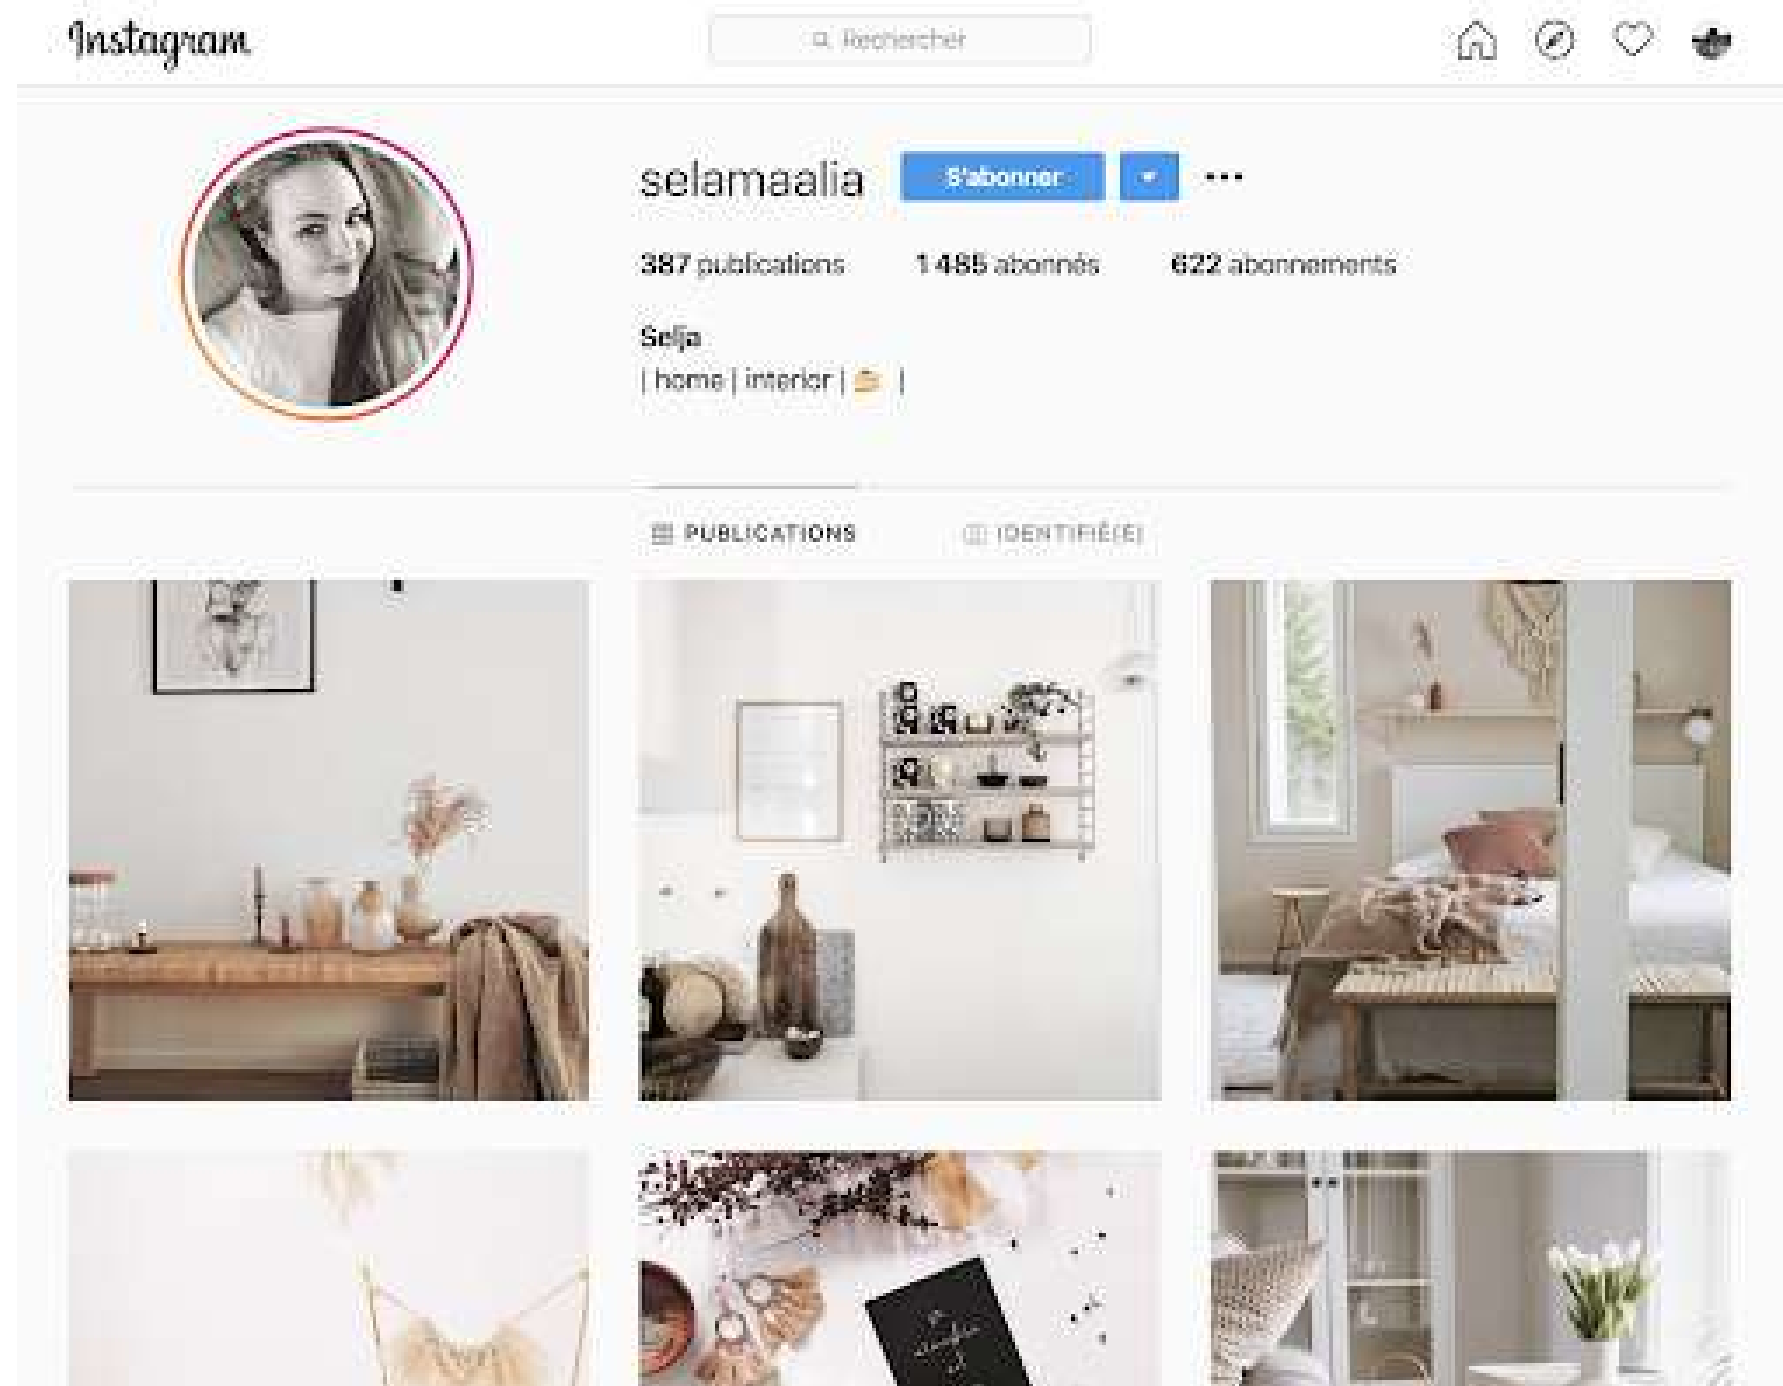 Instagram
Rechercher
selamaalia S'abonner
387 publications 1 485 abonnés 622 abonnements
Selja
| home | interior | 
PUBLICATIONS IDENTIFIÉ(E)